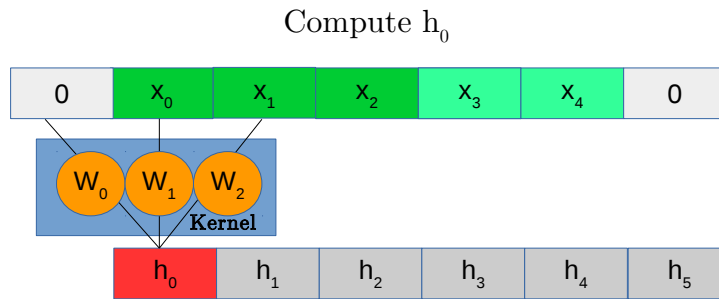 Compute h₀
0 x₀ x₁ x₂ x₃ x₄ 0
W₀ W₁ W₂
Kernel
h₀ h₁ h₂ h₃ h₄ h₅